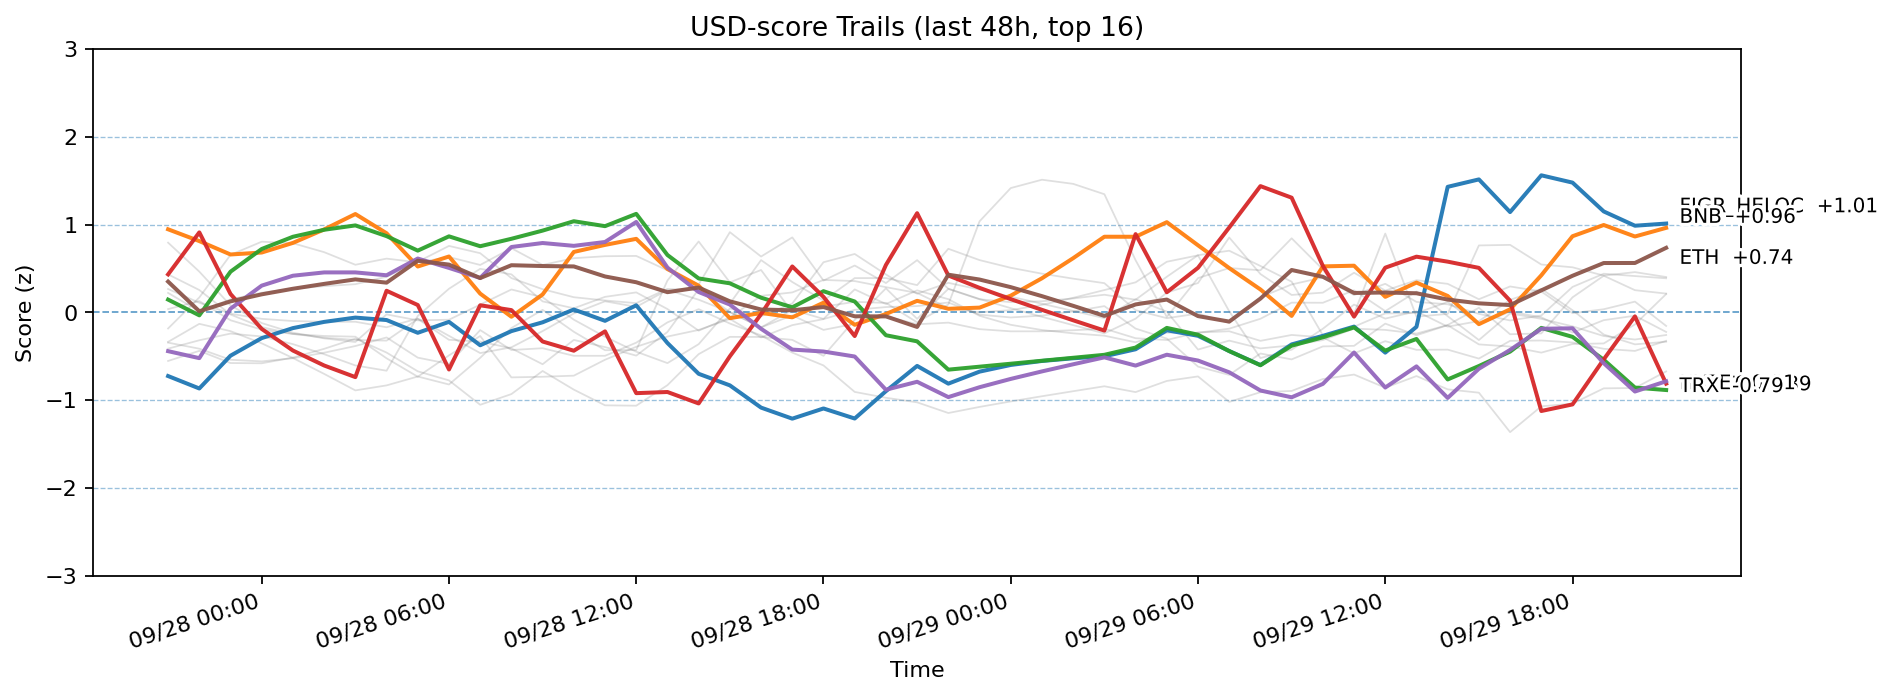 USD-score Trails (last 48h, top 16)
Score (z)
3
2
1
0
−1
−2
−3
+1.01
BNB +0.96
ETH +0.74
TRX −0.79
09/28 00:00
09/28 06:00
09/28 12:00
09/28 18:00
09/29 00:00
09/29 06:00
09/29 12:00
09/29 18:00
Time